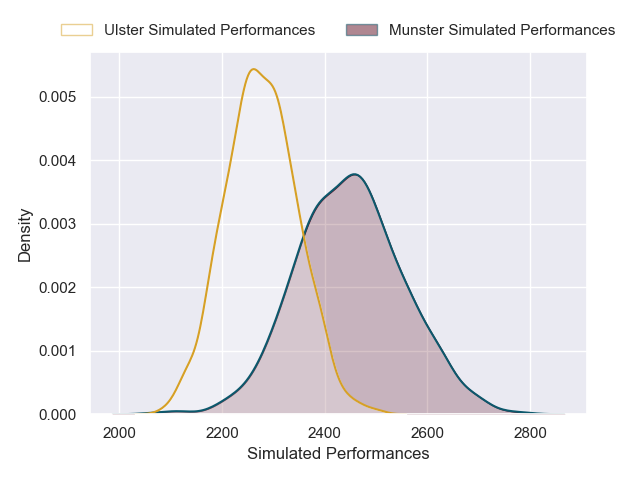 Ulster Simulated Performances Munster Simulated Performances
Density
0.005
0.004
0.003
0.002
0.001
0.000
2000 2200 2400 2600 2800
Simulated Performances